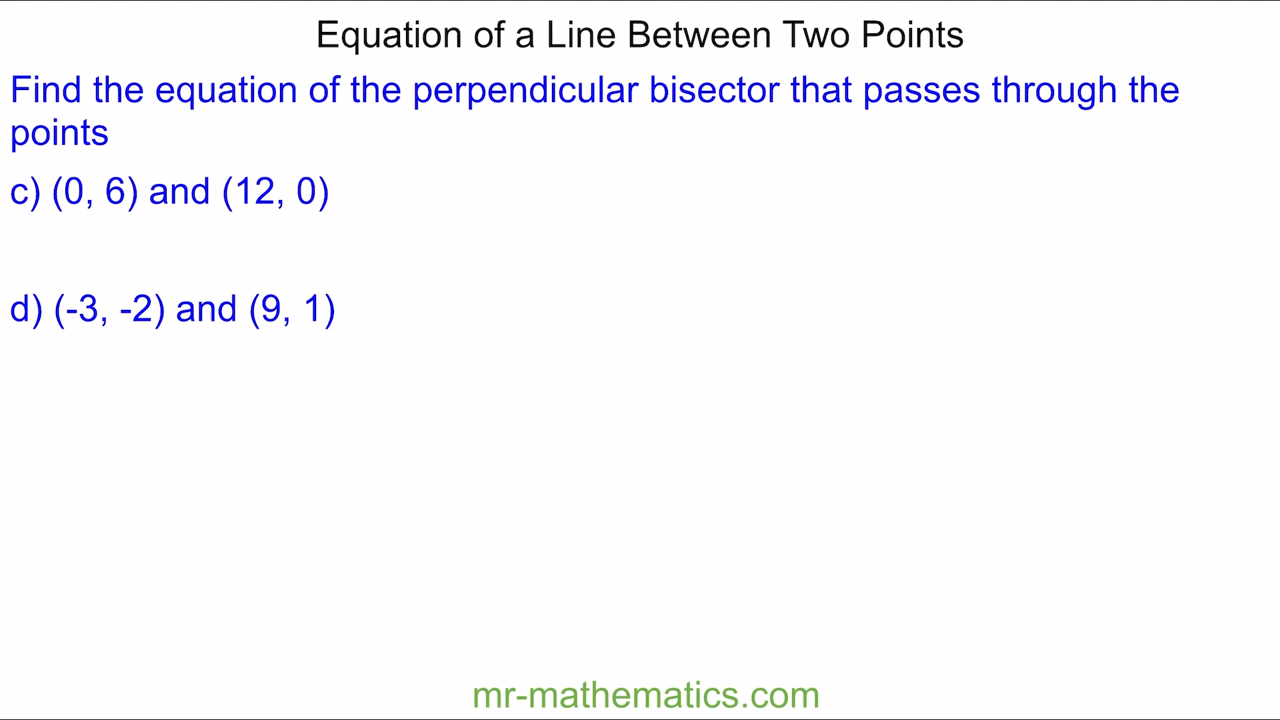 Equation of a Line Between Two Points
Find the equation of the perpendicular bisector that passes through the
points
c) (0, 6) and (12, 0)
d) (-3, -2) and (9, 1)
mr-mathematics.com